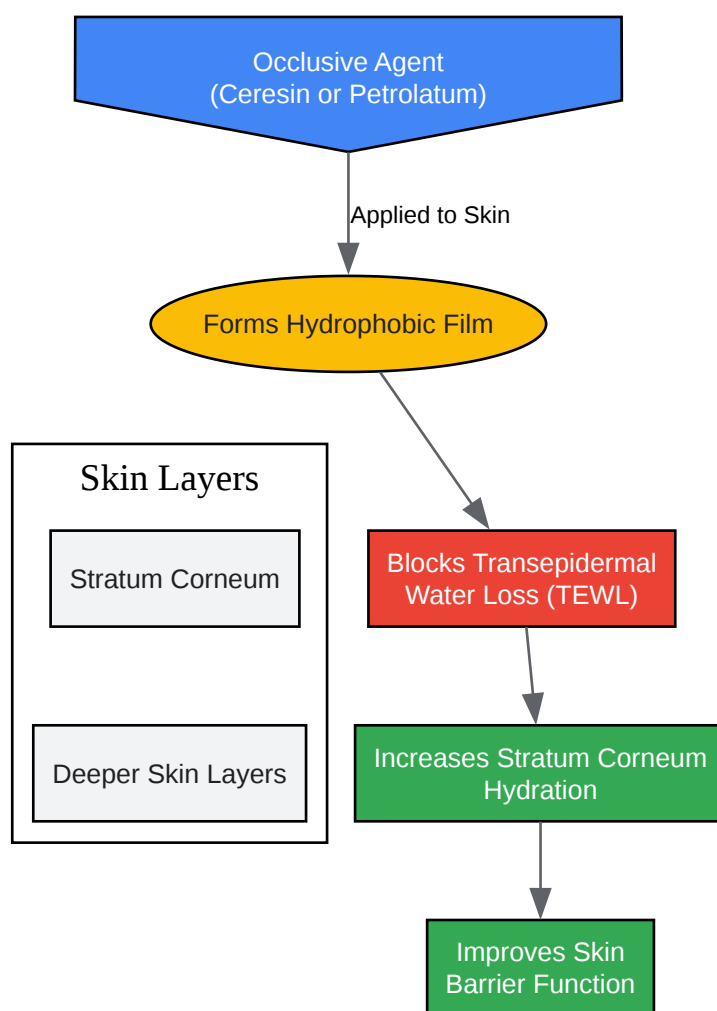 Occlusive Agent
(Ceresin or Petrolatum)
Applied to Skin
Forms Hydrophobic Film
Skin Layers
Stratum Corneum
Deeper Skin Layers
Blocks Transepidermal
Water Loss (TEWL)
Increases Stratum Corneum
Hydration
Improves Skin
Barrier Function